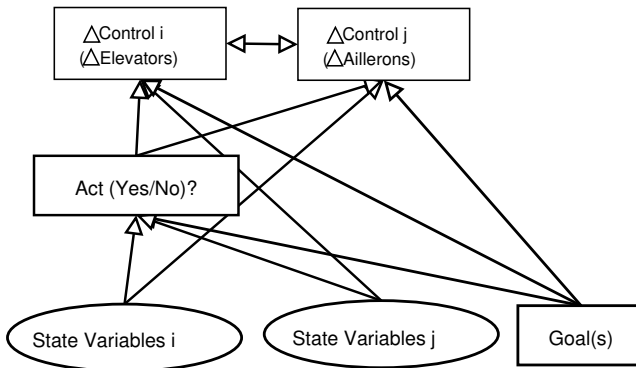 △Control i
(△Elevators)
△Control j
(△Aillerons)
Act (Yes/No)?
State Variables i
State Variables j
Goal(s)